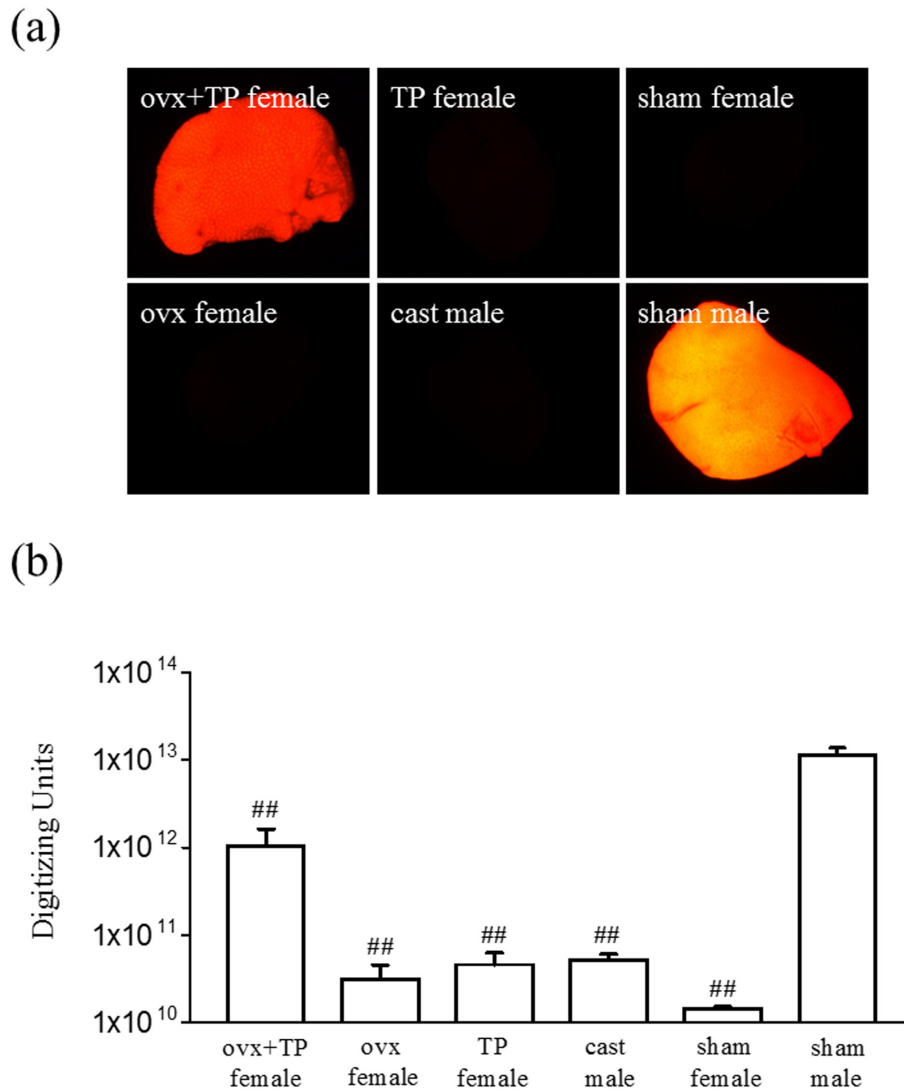 (a)
ovx+TP female
TP female
sham female
ovx female
cast male
sham male
(b)
Digitizing Units
1x10 14
1x10 13
1x10 12
1x10 11
1x10 10
##
##
##
##
##
ovx+TP female
ovx female
TP female
cast male
sham female
sham male